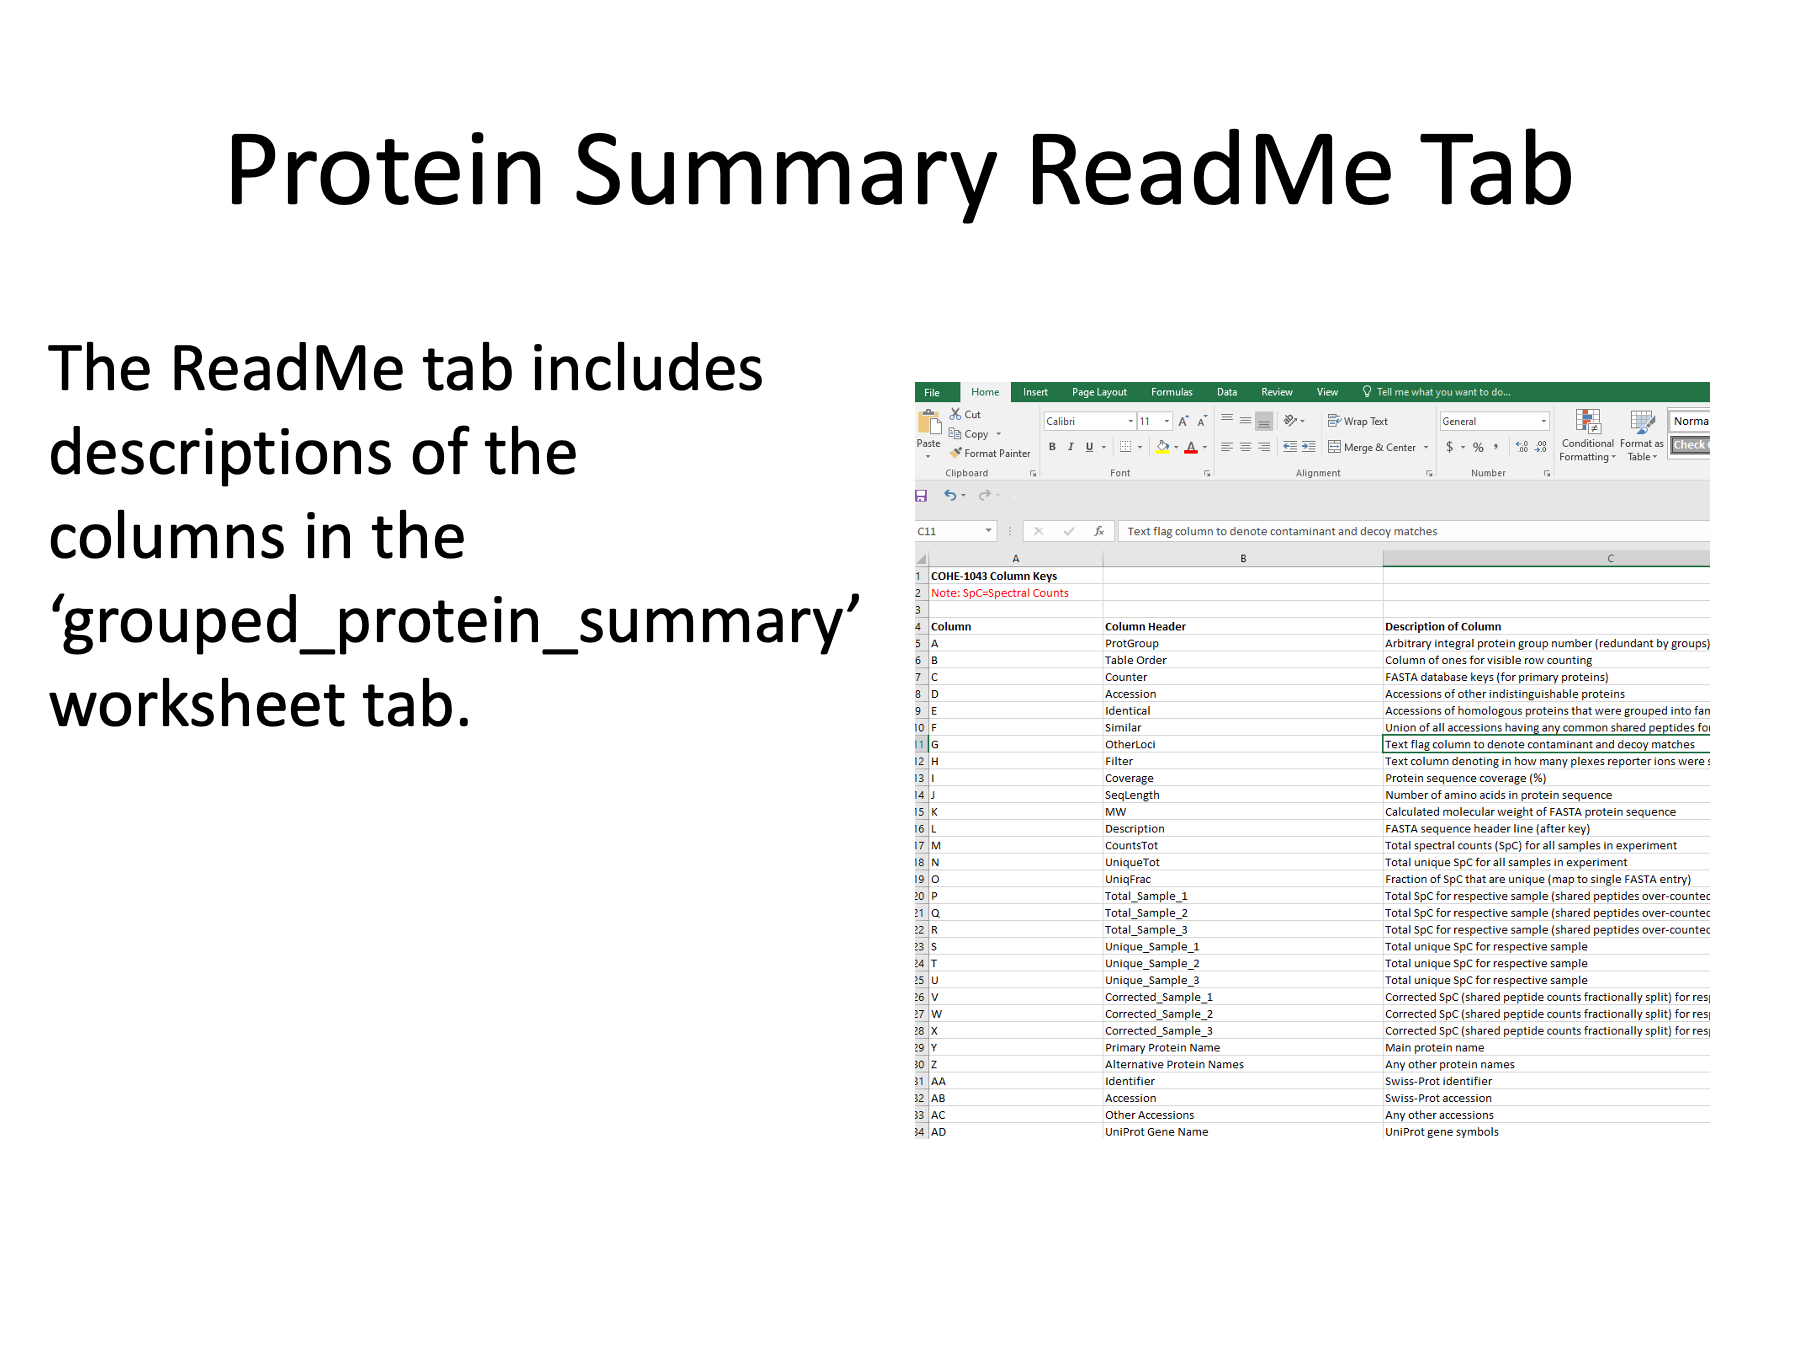 Protein Summary ReadMe Tab
The ReadMe tab includes
descriptions of the
columns in the
‘grouped_protein_summary’
worksheet tab.
File Home Insert Page Layout Formulas Data Review View Tell me what you want to do...
Cut
Copy
Format Painter
Paste
Clipboard
Calibri 11
B I U
Font
Wrap Text
Merge & Center
Alignment
General
$ % ,
Number
Conditional Formatting
Format as Table
Norma
Check
C11 fx Text flag column to denote contaminant and decoy matches
A B C
1 COHE-1043 Column Keys
2 Note: SpC=Spectral Counts
3
4 Column Column Header Description of Column
5 A ProtGroup Arbitrary integral protein group number (redundant by groups)
6 B Table Order Column of ones for visible row counting
7 C Counter FASTA database keys (for primary proteins)
8 D Accession Accessions of other indistinguishable proteins
9 E Identical Accessions of homologous proteins that were grouped into fam
10 F Similar Union of all accessions having any common shared peptides for
11 G OtherLoci Text flag column to denote contaminant and decoy matches
12 H Filter Text column denoting in how many plexes reporter ions were s
13 I Coverage Protein sequence coverage (%)
14 J SeqLength Number of amino acids in protein sequence
15 K MW Calculated molecular weight of FASTA protein sequence
16 L Description FASTA sequence header line (after key)
17 M CountsTot Total spectral counts (SpC) for all samples in experiment
18 N UniqueTot Total unique SpC for all samples in experiment
19 O UniqFrac Fraction of SpC that are unique (map to single FASTA entry)
20 P Total_Sample_1 Total SpC for respective sample (shared peptides over-counted
21 Q Total_Sample_2 Total SpC for respective sample (shared peptides over-counted
22 R Total_Sample_3 Total SpC for respective sample (shared peptides over-counted
23 S Unique_Sample_1 Total unique SpC for respective sample
24 T Unique_Sample_2 Total unique SpC for respective sample
25 U Unique_Sample_3 Total unique SpC for respective sample
26 V Corrected_Sample_1 Corrected SpC (shared peptide counts fractionally split) for resp
27 W Corrected_Sample_2 Corrected SpC (shared peptide counts fractionally split) for resp
28 X Corrected_Sample_3 Corrected SpC (shared peptide counts fractionally split) for resp
29 Y Primary Protein Name Main protein name
30 Z Alternative Protein Names Any other protein names
31 AA Identifier Swiss-Prot identifier
32 AB Accession Swiss-Prot accession
33 AC Other Accessions Any other accessions
34 AD UniProt Gene Name UniProt gene symbols